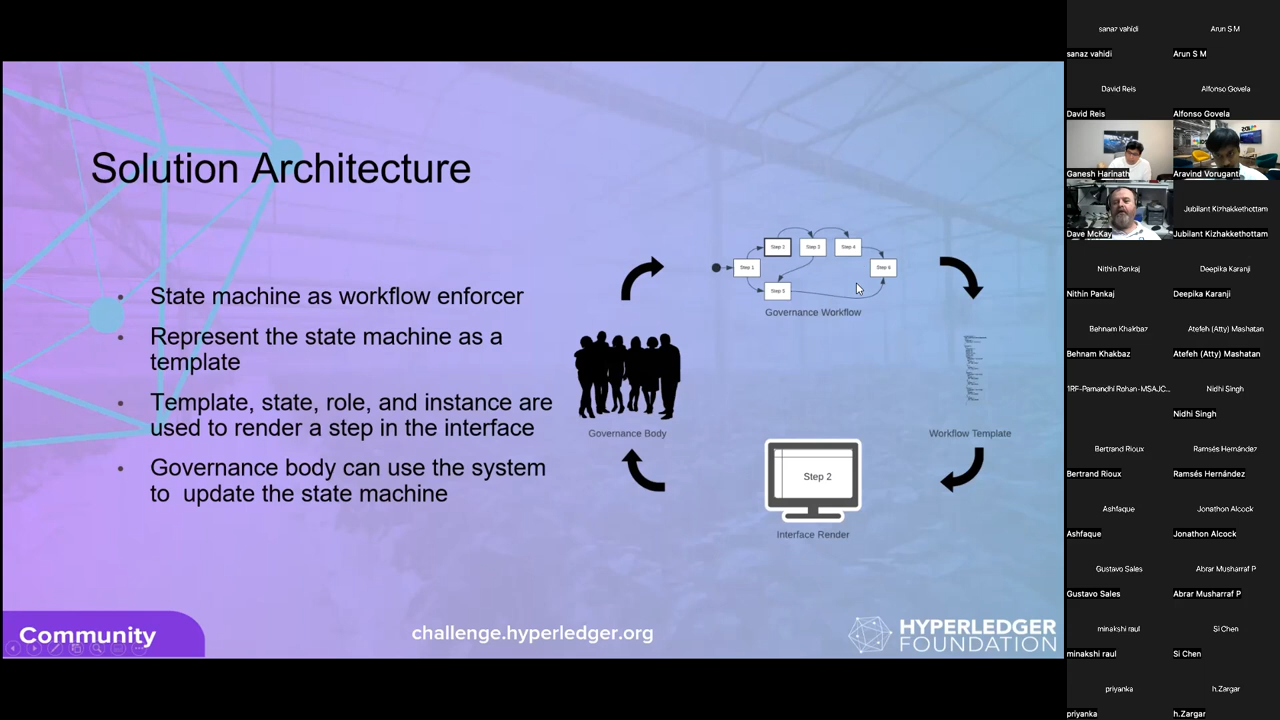 Solution Architecture
• State machine as workflow enforcer
• Represent the state machine as a
template
• Template, state, role, and instance are
used to render a step in the interface
• Governance body can use the system
to  update the state machine
Step 1
Step 2
Step 3
Step 4
Step 5
Step 6
Governance Workflow
Governance Body
Workflow Template
Step 2
Interface Render
Community
challenge.hyperledger.org
HYPERLEDGER
FOUNDATION
sanaz vahidi
Arun S M
sanaz vahidi
Arun S M
David Reis
Alfonso Govela
David Reis
Alfonso Govela
Ganesh Harinath
Aravind Voruganti
Jubilant Kizhakkethottam
Dave McKay
Jubilant Kizhakkethottam
Nithin Pankaj
Deepika Karanji
Nithin Pankaj
Deepika Karanji
Behnam Khakbaz
Atefeh (Atty) Mashatan
Behnam Khakbaz
Atefeh (Atty) Mashatan
1RF-Pamandhi Rohan-MSAJC...
Nidhi Singh
Nidhi Singh
Bertrand Rioux
Ramsés Hernández
Bertrand Rioux
Ramsés Hernández
Ashfaque
Jonathon Alcock
Ashfaque
Jonathon Alcock
Gustavo Sales
Abrar Musharraf P
Gustavo Sales
Abrar Musharraf P
minakshi raul
Si Chen
minakshi raul
Si Chen
priyanka
h.Zargar
priyanka
h.Zargar